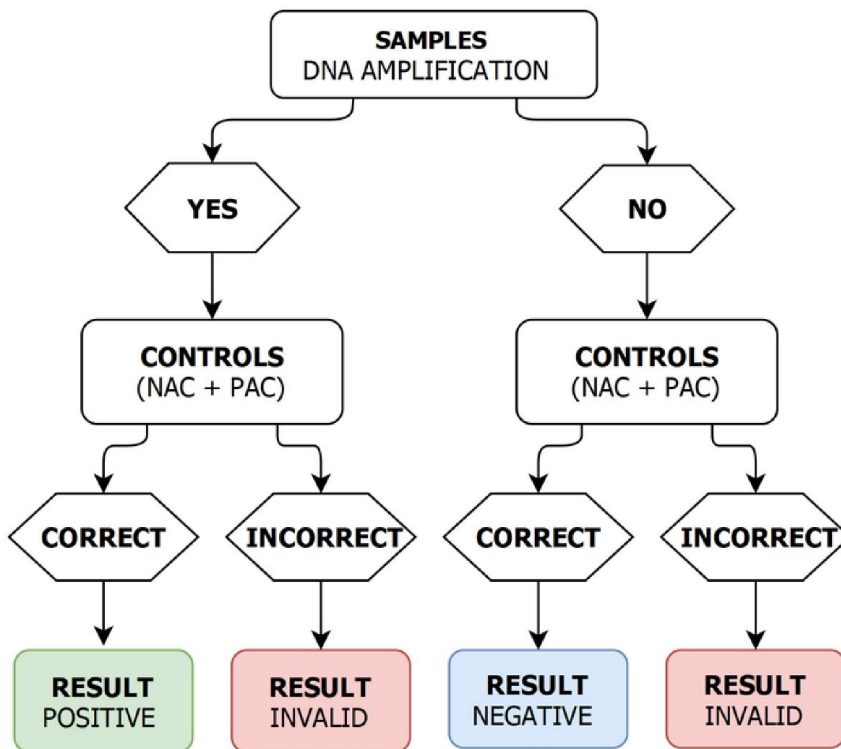 SAMPLES
DNA AMPLIFICATION
YES
NO
CONTROLS
(NAC + PAC)
CONTROLS
(NAC + PAC)
CORRECT
INCORRECT
CORRECT
INCORRECT
RESULT
POSITIVE
RESULT
INVALID
RESULT
NEGATIVE
RESULT
INVALID